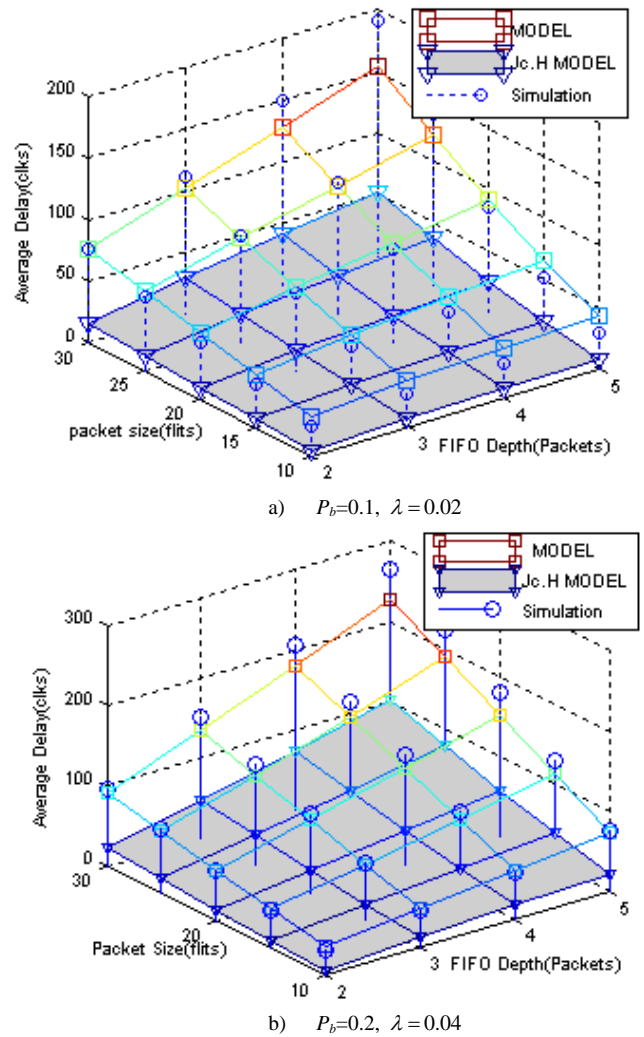 MODEL
Jc.H MODEL
Simulation
200
150
100
50
0
Average Delay(clks)
30
25
20
15
10
packet size(flits)
2
3
4
5
FIFO Depth(Packets)
a) Pb=0.1, λ = 0.02
MODEL
Jc.H MODEL
Simulation
300
200
100
0
Average Delay(clks)
30
20
10
Packet Size(flits)
2
3
4
5
FIFO Depth(Packets)
b) Pb=0.2, λ = 0.04